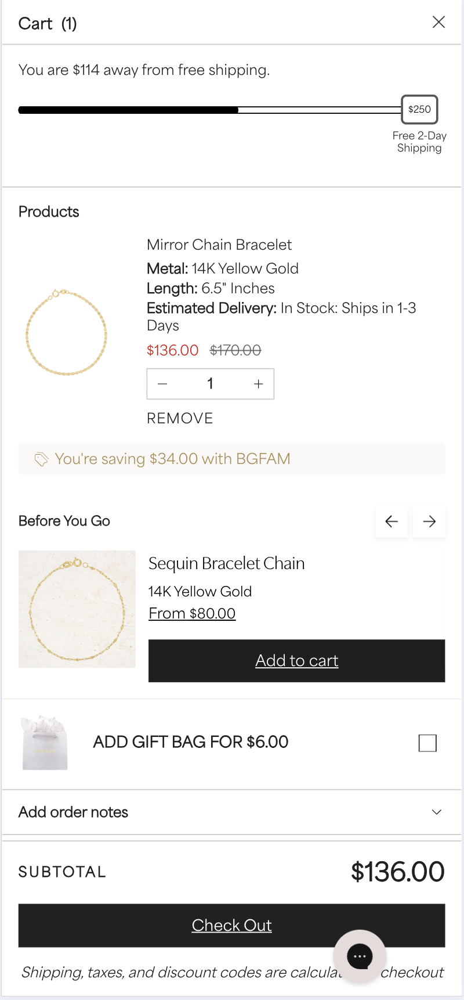 Cart (1)
You are $114 away from free shipping.
$250
Free 2-Day
Shipping
Products
Mirror Chain Bracelet
Metal: 14K Yellow Gold
Length: 6.5" Inches
Estimated Delivery: In Stock: Ships in 1-3
Days
$136.00 $170.00
1
REMOVE
You're saving $34.00 with BGFAM
Before You Go
Sequin Bracelet Chain
14K Yellow Gold
From $80.00
Add to cart
ADD GIFT BAG FOR $6.00
Add order notes
SUBTOTAL
$136.00
Check Out
Shipping, taxes, and discount codes are checkout